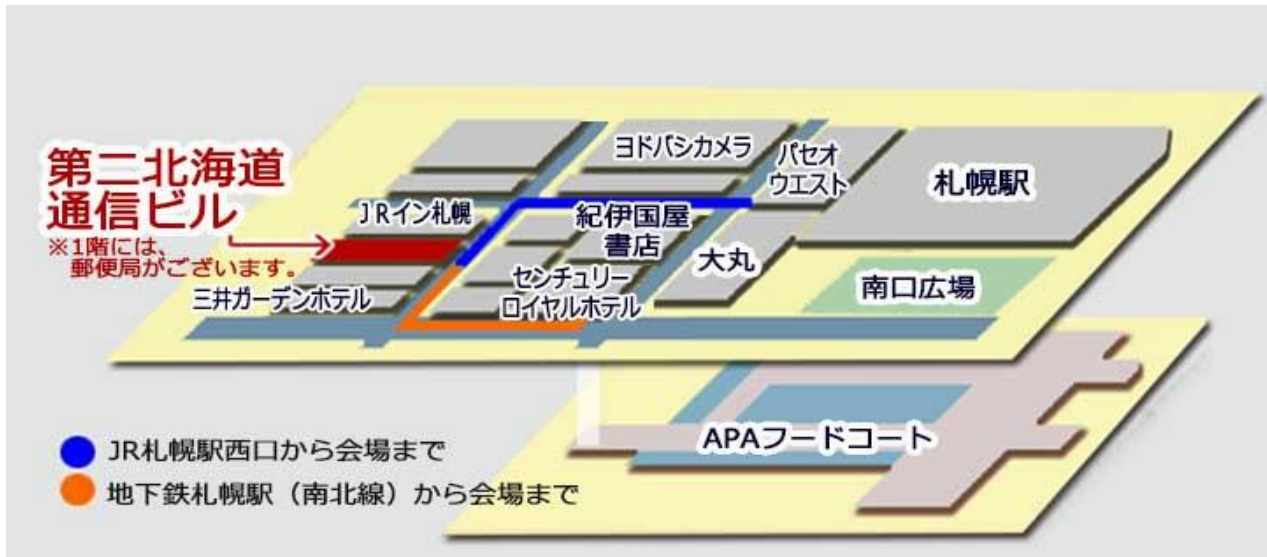 ヨドバシカメラ
パセオ
ウエスト
札幌駅
第二北海道
通信ビル
※1階には、
郵便局がございます。
JRイン札幌
紀伊国屋
書店
大丸
三井ガーデンホテル
センチュリー
ロイヤルホテル
南口広場
APAフードコート
JR札幌駅西口から会場まで
地下鉄札幌駅（南北線）から会場まで